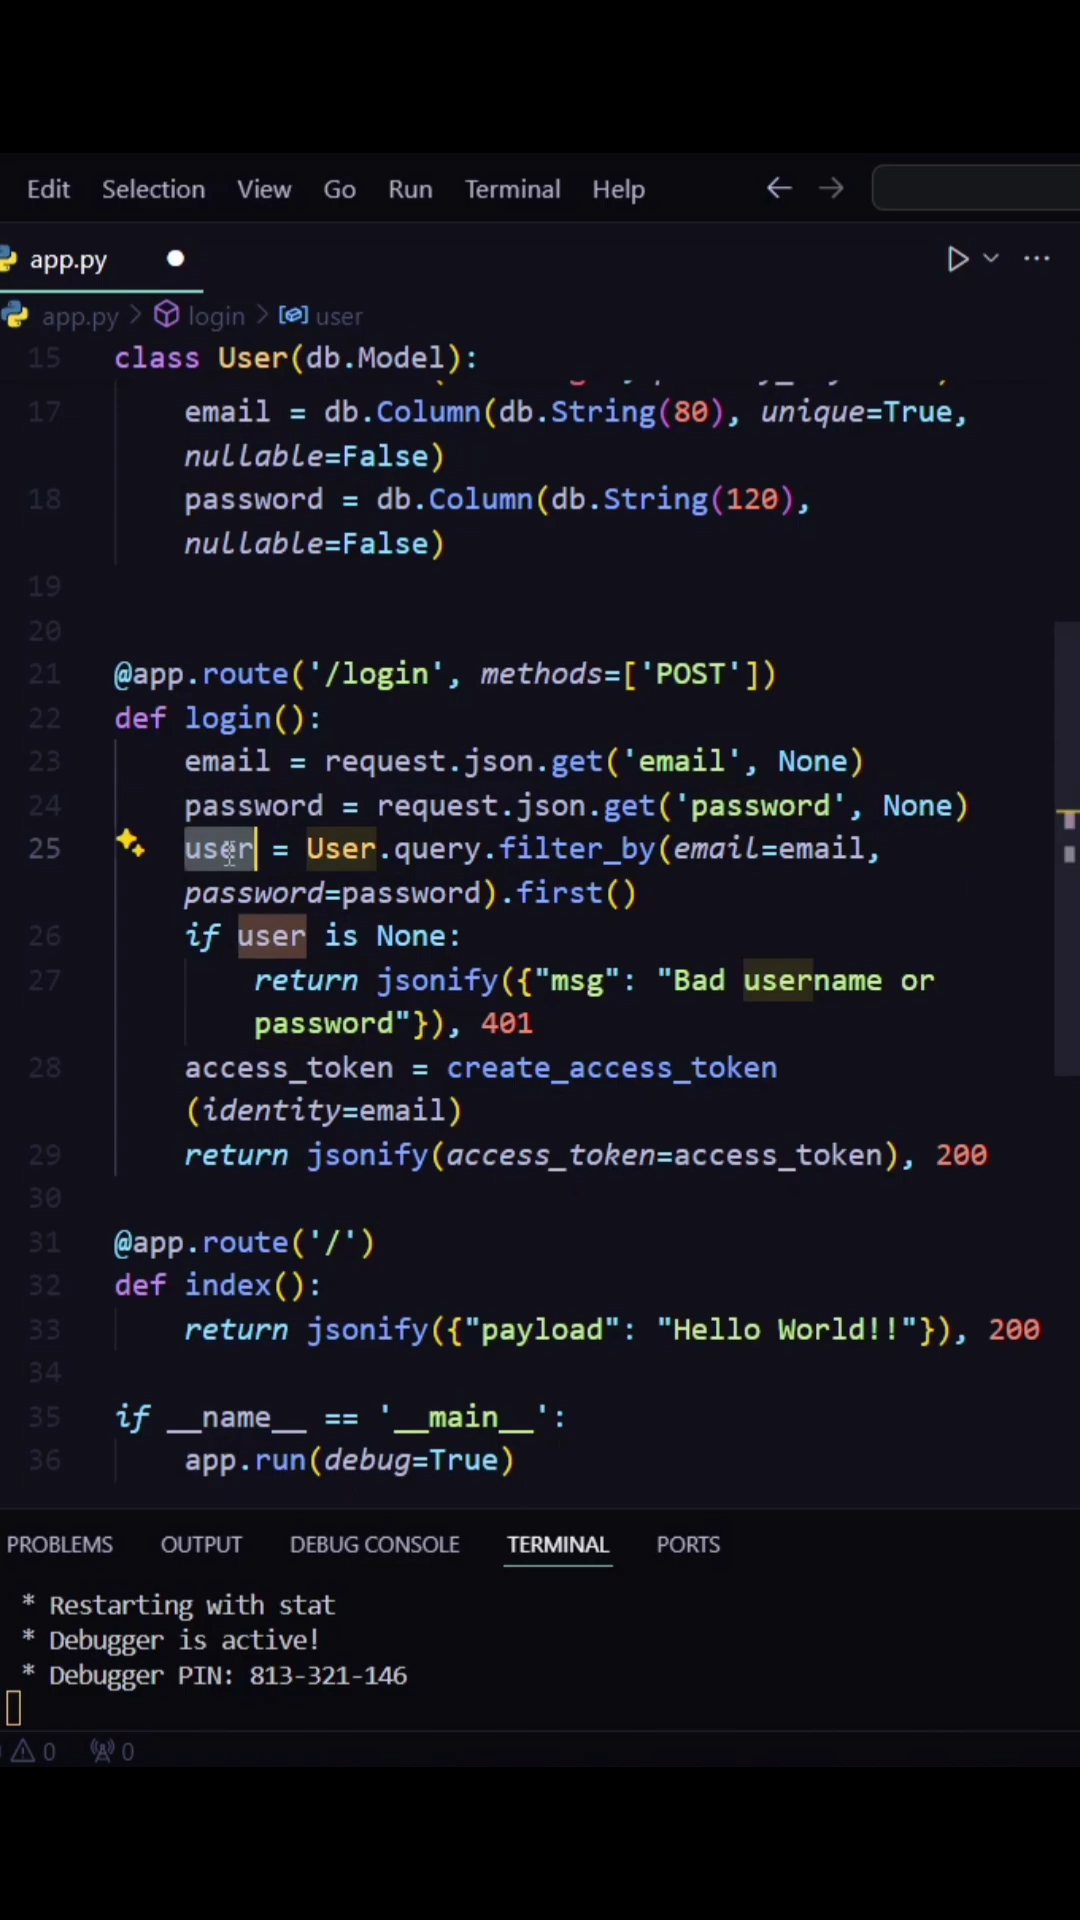 Edit Selection View Go Run Terminal Help
app.py
app.py > login > user
15 class User(db.Model):
17 email = db.Column(db.String(80), unique=True,
nullable=False)
18 password = db.Column(db.String(120),
nullable=False)
19
20
21 @app.route('/login', methods=['POST'])
22 def login():
23 email = request.json.get('email', None)
24 password = request.json.get('password', None)
25 user = User.query.filter_by(email=email,
password=password).first()
26 if user is None:
27 return jsonify({"msg": "Bad username or
password"}), 401
28 access_token = create_access_token
(identity=email)
29 return jsonify(access_token=access_token), 200
30
31 @app.route('/')
32 def index():
33 return jsonify({"payload": "Hello World!!"}), 200
34
35 if __name__ == '__main__':
36 app.run(debug=True)
PROBLEMS OUTPUT DEBUG CONSOLE TERMINAL PORTS
* Restarting with stat
* Debugger is active!
* Debugger PIN: 813-321-146
0 0